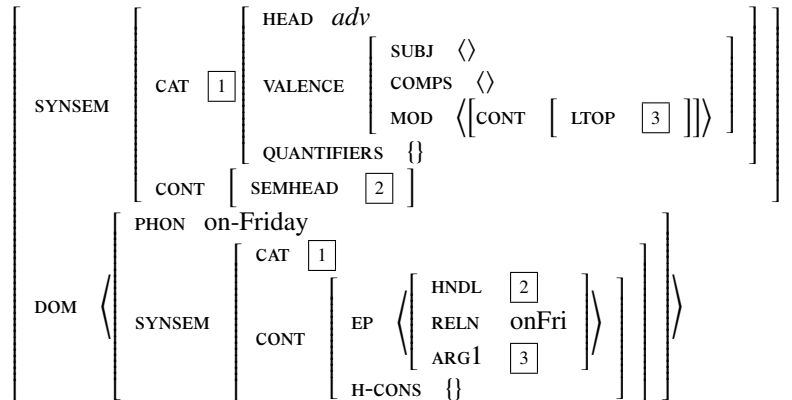 HEAD adv
SUBJ ⟨⟩
CAT 1 VALENCE COMPS ⟨⟩
SYNSEM MOD ⟨[CONT [ LTOP 3 ]]⟩
QUANTIFIERS {}
CONT [ SEMHEAD 2 ]
PHON on-Friday
CAT 1
HNDL 2
DOM ⟨ SYNSEM CONT EP ⟨ RELN onFri ⟩ ⟩
ARG1 3
H-CONS {}